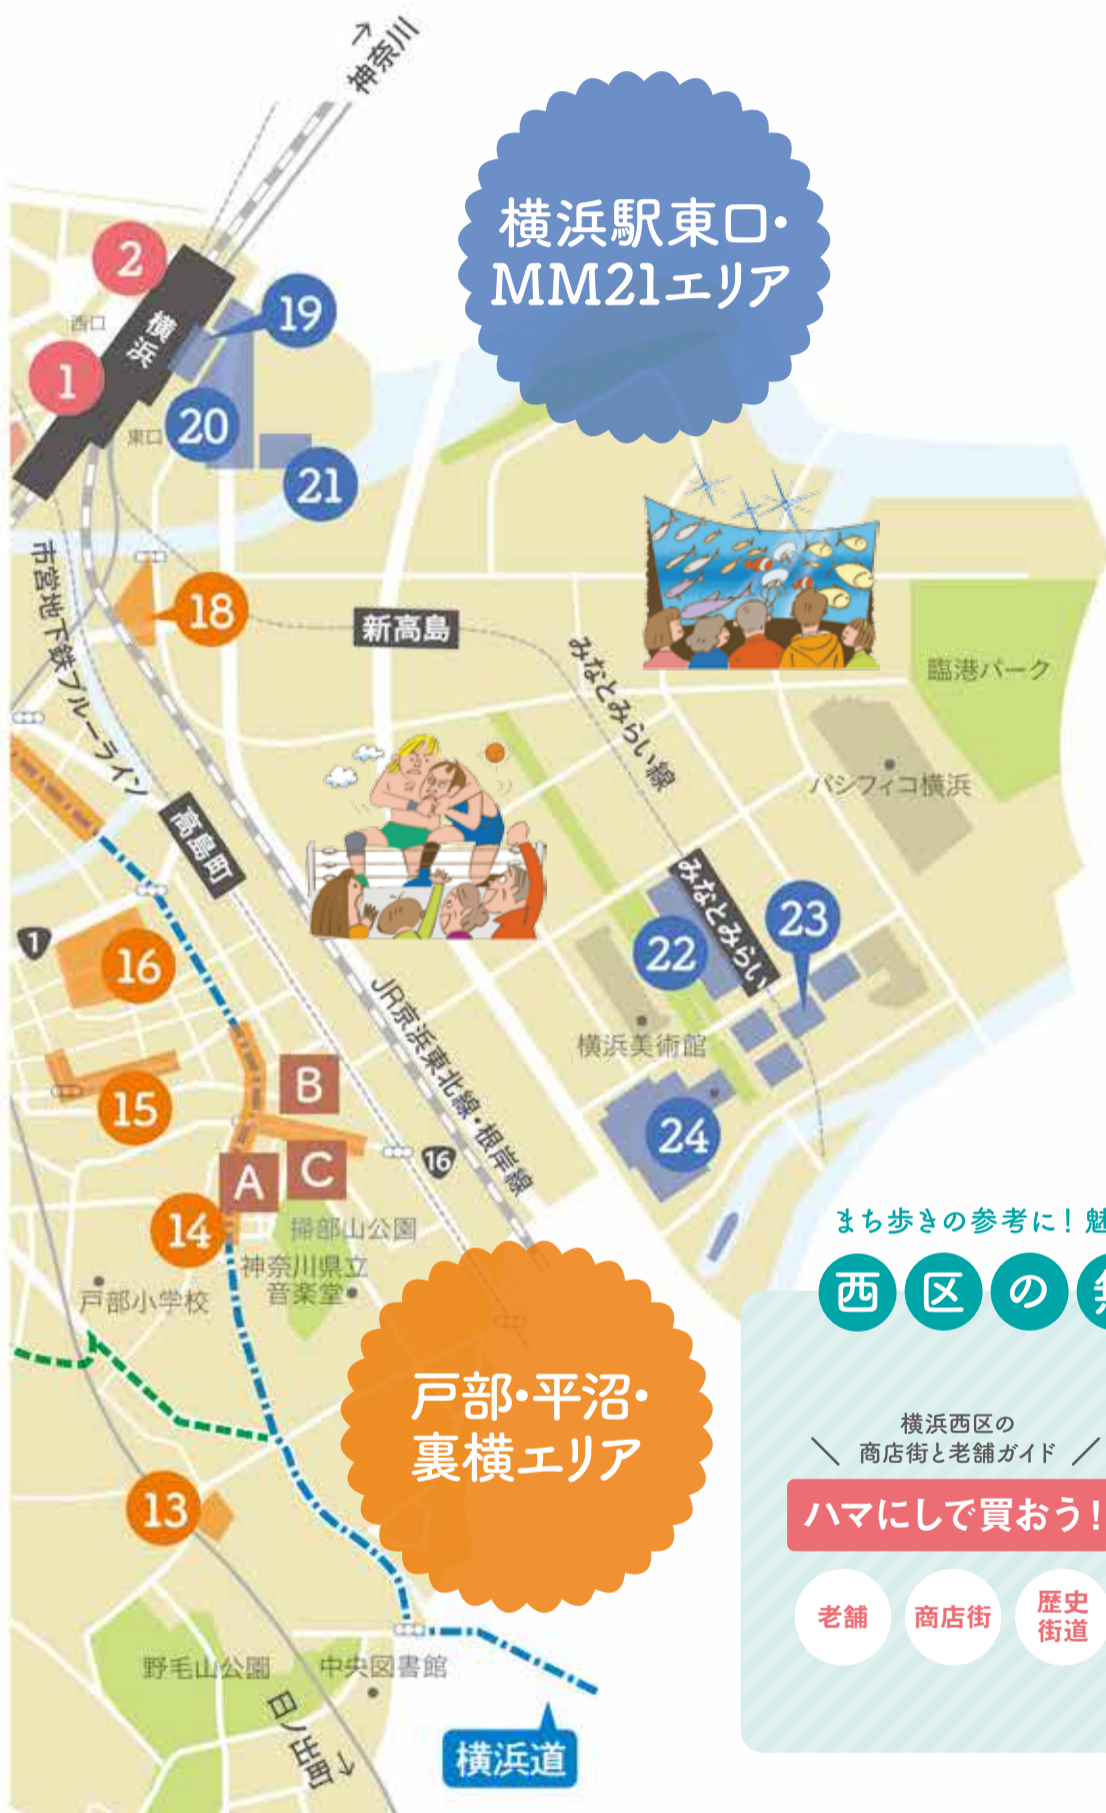 ↑
神奈川
横浜駅東口・
MM21エリア
2
西口
横浜
19
1
東口
20
21
市営地下鉄ブルーライン
18
新高島
みなとみらい線
臨港パーク
パシフィコ横浜
高島町
みなとみらい
23
22
1
16
JR京浜東北線・根岸線
横浜美術館
15
B
24
16
A
C
14
掃部山公園
神奈川県立
音楽堂
戸部小学校
戸部・平沼・
裏横エリア
13
野毛山公園
中央図書館
日ノ出町
↓
横浜道
まち歩きの参考に!魅
西区の
横浜西区の
商店街と老舗ガイド
ハマにしで買おう!
老舗
商店街
歴史
街道